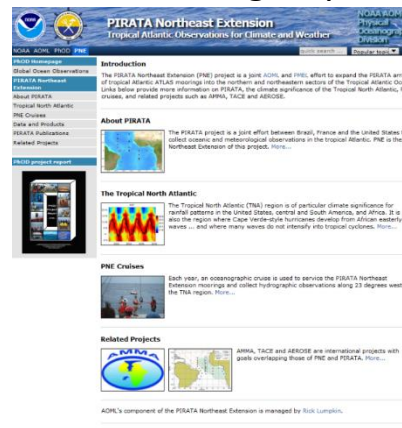 PIRATA Northeast Extension
Tropical Atlantic Observations for Climate and Weather
NOAA AOML
Physical
Oceanography
Division
NOAA AOML PhOD PNE
quick search ...
Popular topics
PhOD Homepage
Global Ocean Observations
PIRATA Northeast
Extension
About PIRATA
Tropical North Atlantic
PNE Cruises
Data and Products
PIRATA Publications
Related Projects
PhOD project report
Introduction
The PIRATA Northeast Extension (PNE) project is a joint AOML and PMEL effort to expand the PIRATA
of tropical Atlantic ATLAS moorings into the northern and northeastern sectors of the Tropical Atlantic
Links below provide more information on PIRATA, the climate significance of the Tropical North Atlantic,
cruises, and related projects such as AMMA, TACE and AEROSE.
About PIRATA
The PIRATA project is a joint effort between Brazil, France and the United States
collect oceanic and meteorological observations in the tropical Atlantic. PNE is the
Northeast Extension of this project. More...
The Tropical North Atlantic
The Tropical North Atlantic (TNA) region is of particular climate significance for
rainfall patterns in the United States, central and South America, and Africa. It is
also the region where Cape Verde-style hurricanes develop from African easterly
waves ... and where many waves do not intensify into tropical cyclones. More...
PNE Cruises
Each year, an oceanographic cruise is used to service the PIRATA Northeast
Extension moorings and collect hydrographic observations along 23 degrees west
the TNA region. More...
Related Projects
AMMA
AMMA, TACE and AEROSE are international projects with
goals overlapping those of PNE and PIRATA. More...
AOML's component of the PIRATA Northeast Extension is managed by Rick Lumpkin.